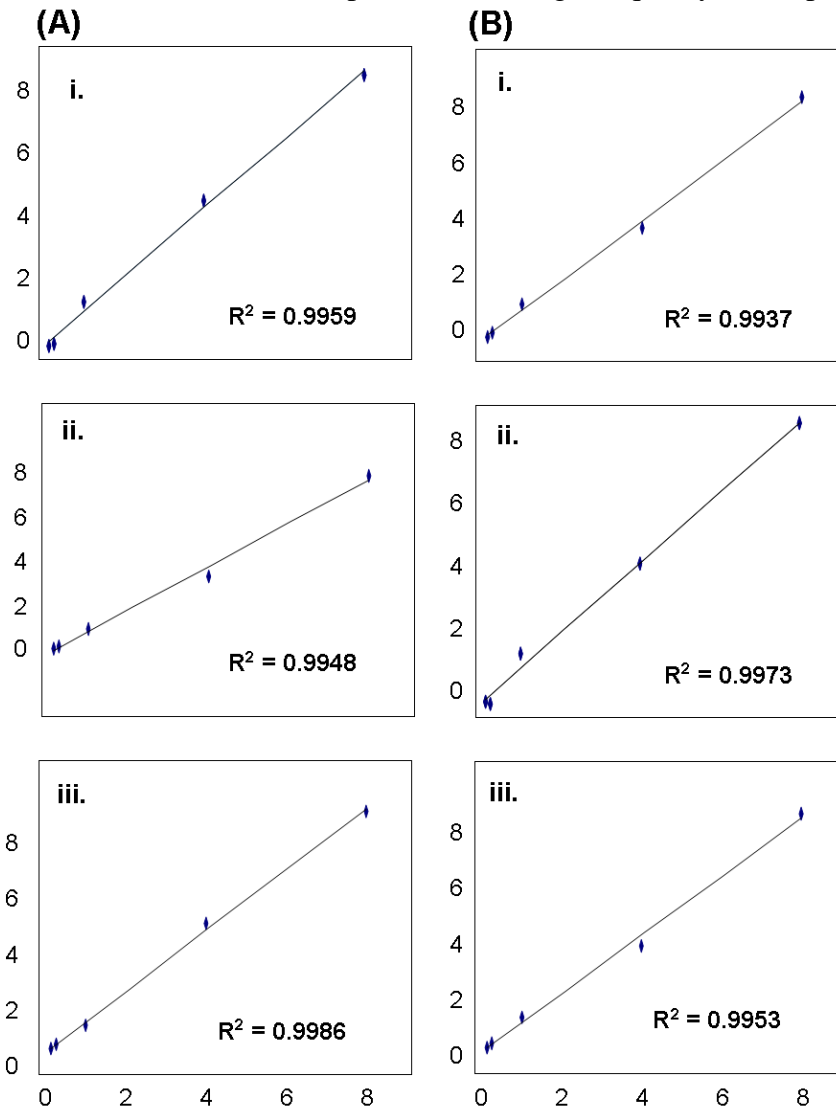 (A)
i.
8
6
4
2
0
R² = 0.9959
ii.
8
6
4
2
0
R² = 0.9948
iii.
8
6
4
2
0
R² = 0.9986
0 2 4 6 8
(B)
i.
8
6
4
2
0
R² = 0.9937
ii.
8
6
4
2
0
R² = 0.9973
iii.
8
6
4
2
0
R² = 0.9953
0 2 4 6 8